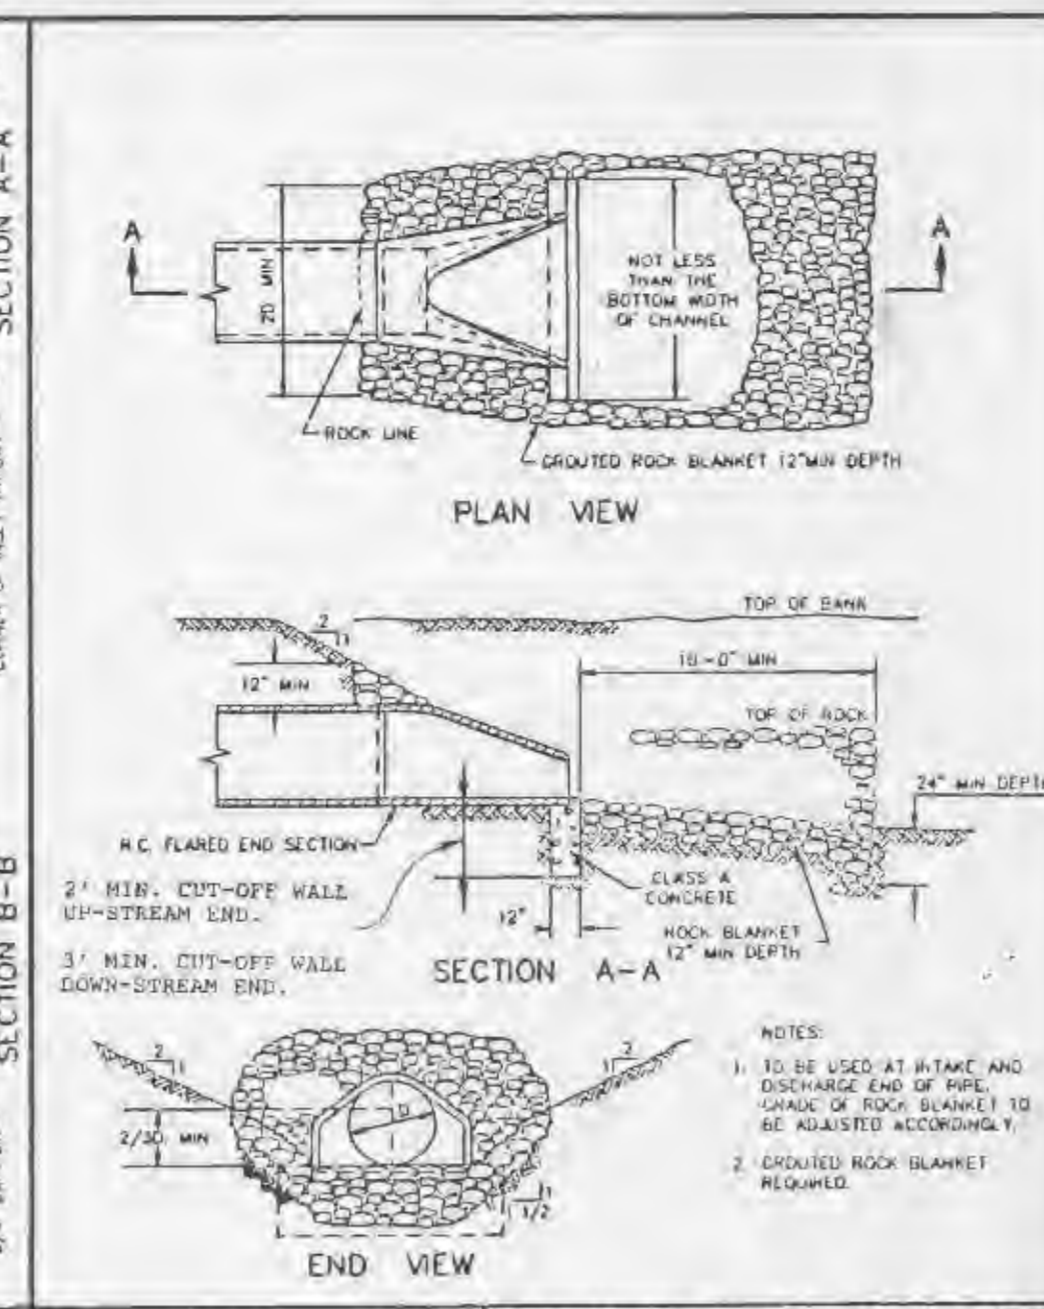 SECTION A-A
SECTION B-B
A
A
2D MIN
NOT LESS
THAN THE
BOTTOM WIDTH
OF CHANNEL
ROCK LINE
GROUTED ROCK BLANKET 12"MIN DEPTH
PLAN VIEW
TOP OF BANK
2
1
12" MIN
10-0" MIN
TOP OF ROCK
24" MIN DEPTH
R.C. FLARED END SECTION
2' MIN. CUT-OFF WALL
UP-STREAM END.
CLASS A
CONCRETE
12"
ROCK BLANKET
12" MIN DEPTH
3' MIN. CUT-OFF WALL
DOWN-STREAM END.
SECTION A-A
2
1
2
1
D
2/3D MIN
1
1/2
END VIEW
NOTES:
1. TO BE USED AT INTAKE AND
DISCHARGE END OF PIPE.
GRADE OF ROCK BLANKET TO
BE ADJUSTED ACCORDINGLY.
2. GROUTED ROCK BLANKET
REQUIRED.